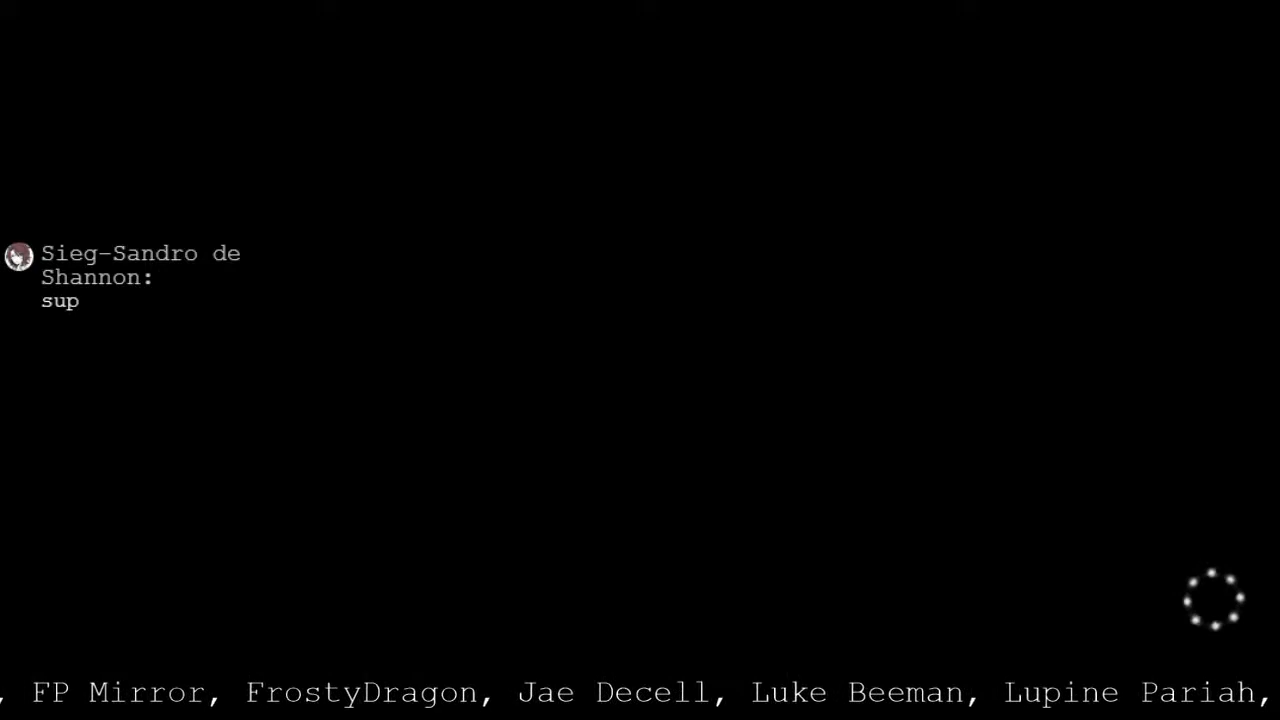 Sieg-Sandro de
Shannon:
sup
, FP Mirror, FrostyDragon, Jae Decell, Luke Beeman, Lupine Pariah,